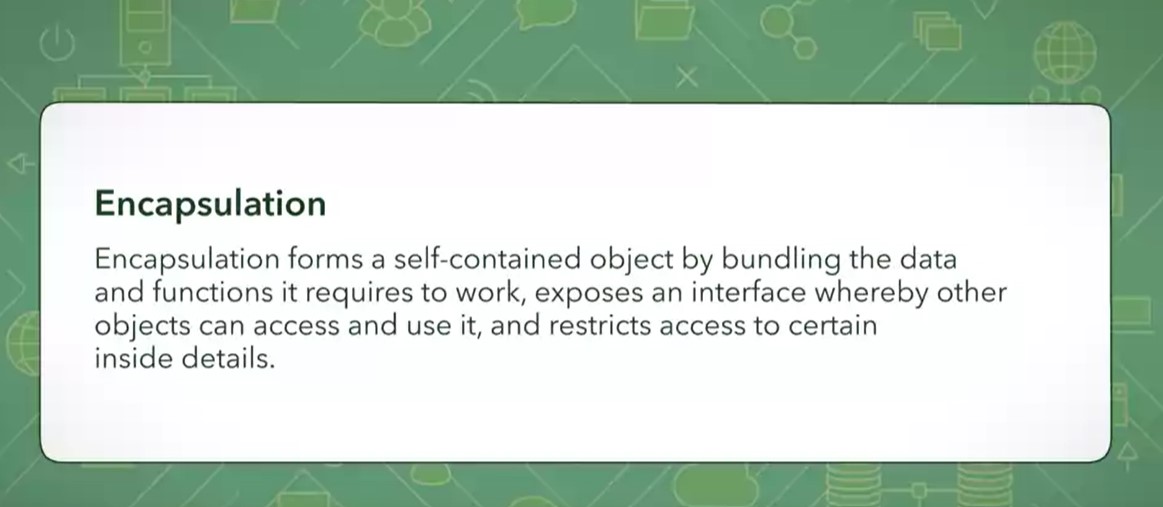 Encapsulation
Encapsulation forms a self-contained object by bundling the data
and functions it requires to work, exposes an interface whereby other
objects can access and use it, and restricts access to certain
inside details.